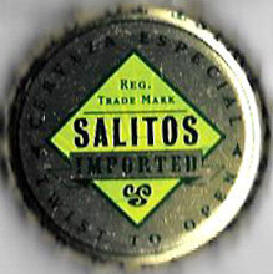 CERVEZA ESPECIAL
REG.
TRADE MARK
SALITOS
IMPORTED
TWIST TO OPEN